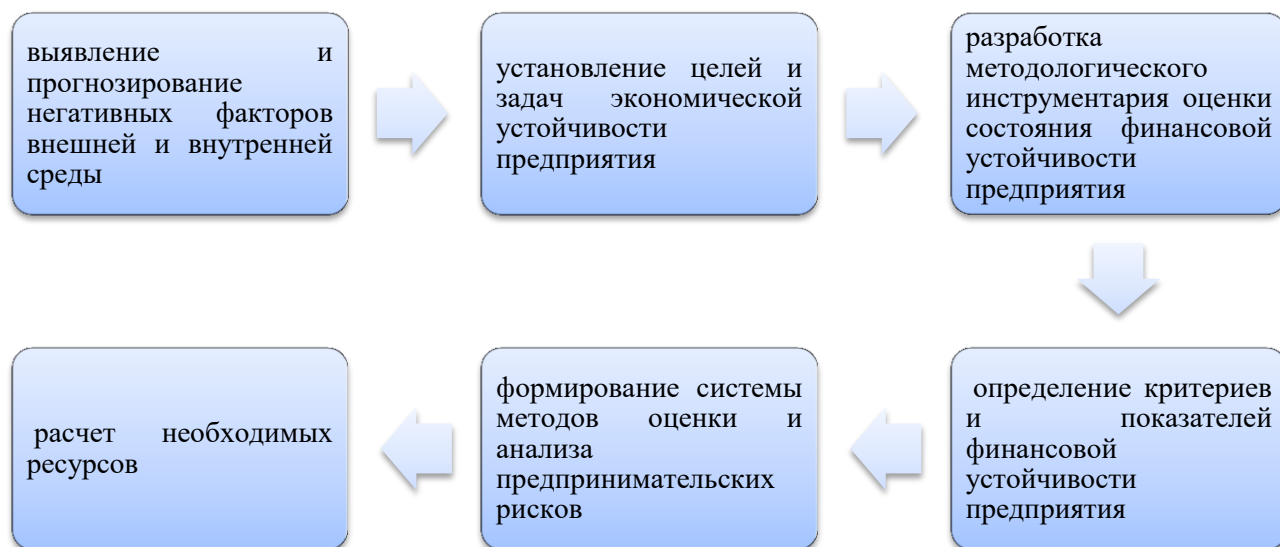 выявление и
прогнозирование
негативных факторов
внешней и внутренней
среды
установление целей и
задач экономической
устойчивости
предприятия
разработка
методологического
инструментария оценки
состояния финансовой
устойчивости
предприятия
определение критериев
и показателей
финансовой
устойчивости
предприятия
формирование системы
методов оценки и
анализа
предпринимательских
рисков
расчет необходимых
ресурсов